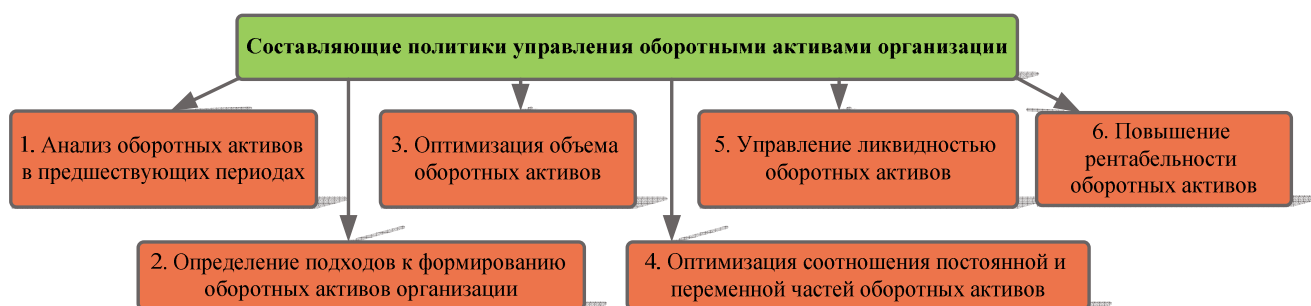 Составляющие политики управления оборотными активами организации
1. Анализ оборотных активов
в предшествующих периодах
2. Определение подходов к формированию
оборотных активов организации
3. Оптимизация объема
оборотных активов
4. Оптимизация соотношения постоянной и
переменной частей оборотных активов
5. Управление ликвидностью
оборотных активов
6. Повышение
рентабельности
оборотных активов